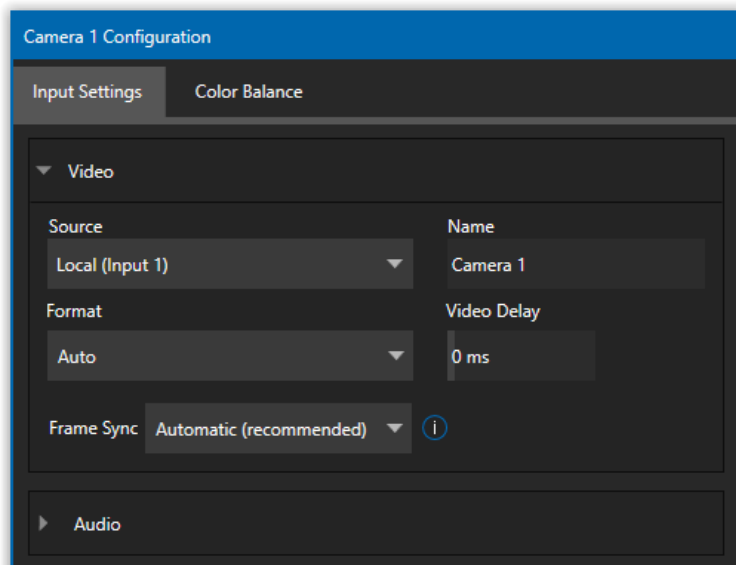 Camera 1 Configuration
Input Settings
Color Balance
Video
Source
Name
Local (Input 1)
Camera 1
Format
Video Delay
Auto
0 ms
Frame Sync
Automatic (recommended)
i
Audio